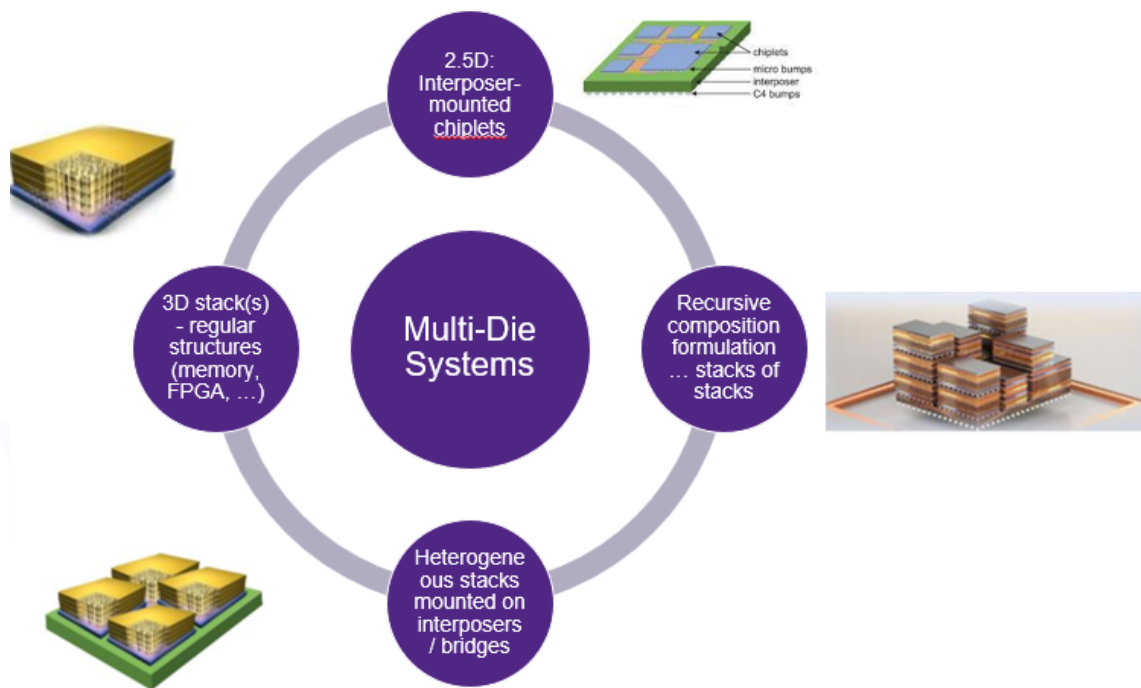 2.5D:
Interposer-
mounted
chiplets
chiplets
micro bumps
interposer
C4 bumps
3D stack(s)
- regular
structures
(memory,
FPGA, …)
Multi-Die
Systems
Recursive
composition
formulation
… stacks of
stacks
Heterogene
ous stacks
mounted on
interposers
/ bridges